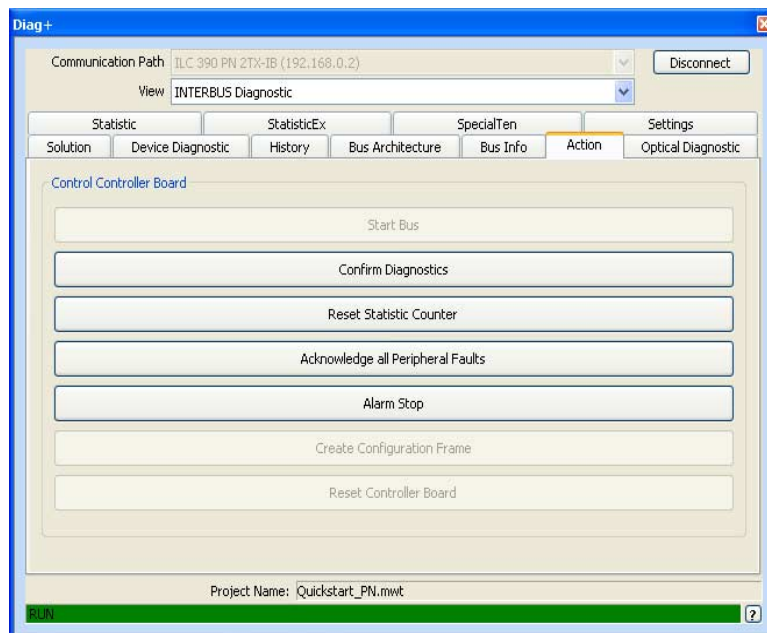 Diag+
Communication Path ILC 390 PN 2TX-IB (192.168.0.2) Disconnect
View INTERBUS Diagnostic
Statistic StatisticEx SpecialTen Settings
Solution Device Diagnostic History Bus Architecture Bus Info Action Optical Diagnostic
Control Controller Board
Start Bus
Confirm Diagnostics
Reset Statistic Counter
Acknowledge all Peripheral Faults
Alarm Stop
Create Configuration Frame
Reset Controller Board
Project Name: Quickstart_PN.mwt
RUN ?